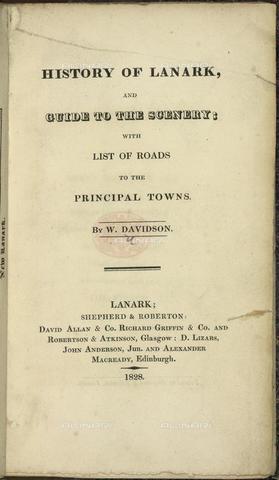 HISTORY OF LANARK,
AND
GUIDE TO THE SCENERY;
WITH
LIST OF ROADS
TO THE
PRINCIPAL TOWNS.
By W. DAVIDSON.
LANARK;
SHEPHERD & ROBERTON:
David Allan & Co. Richard Griffin & Co. and
Robertson & Atkinson, Glasgow: D. Lizars,
John Anderson, Jun. and Alexander
Macready, Edinburgh.
1828.
New Lanark.